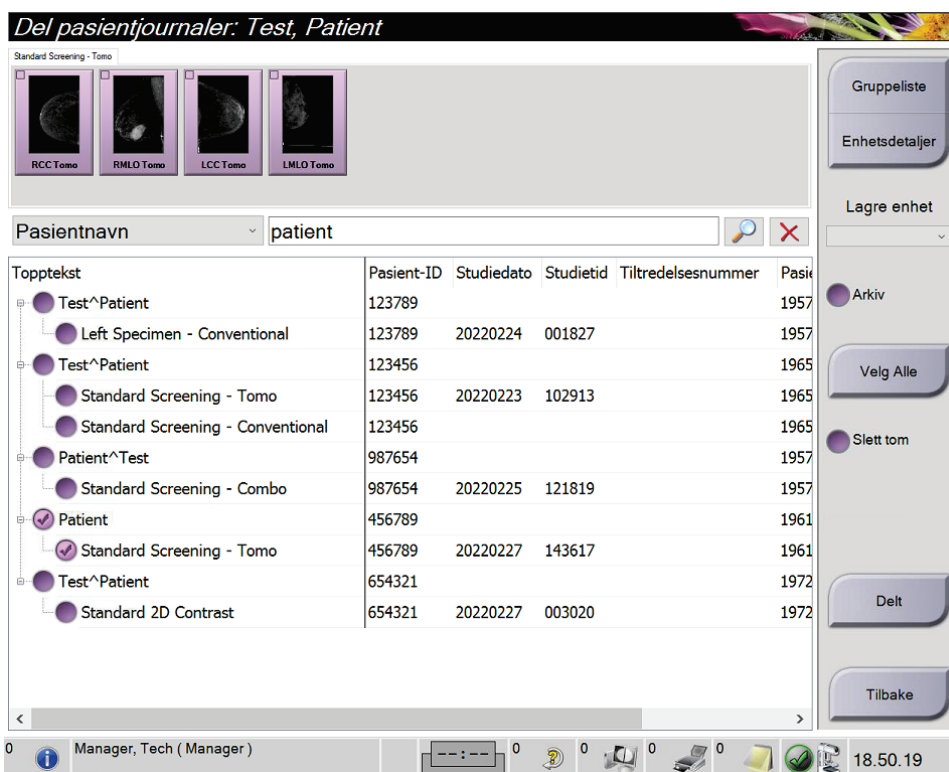 Del pasientjournaler: Test, Patient
Standard Screening - Tomo
RCC Tomo RMLO Tomo LCC Tomo LMLO Tomo
Gruppeliste
Enhetsdetaljer
Lagre enhet
Pasientnavn patient
Topptekst Pasient-ID Studiedato Studietid Tiltredelsesnummer Pasie
Test^Patient 123789 1957
Left Specimen - Conventional 123789 20220224 001827 1957
Test^Patient 123456 1965
Standard Screening - Tomo 123456 20220223 102913 1965
Standard Screening - Conventional 123456 1965
Patient^Test 987654 1957
Standard Screening - Combo 987654 20220225 121819 1957
Patient 456789 1961
Standard Screening - Tomo 456789 20220227 143617 1961
Test^Patient 654321 1972
Standard 2D Contrast 654321 20220227 003020 1972
Arkiv
Velg Alle
Slett tom
Delt
Tilbake
0 Manager, Tech ( Manager ) --:-- 0 0 0 0 18.50.19